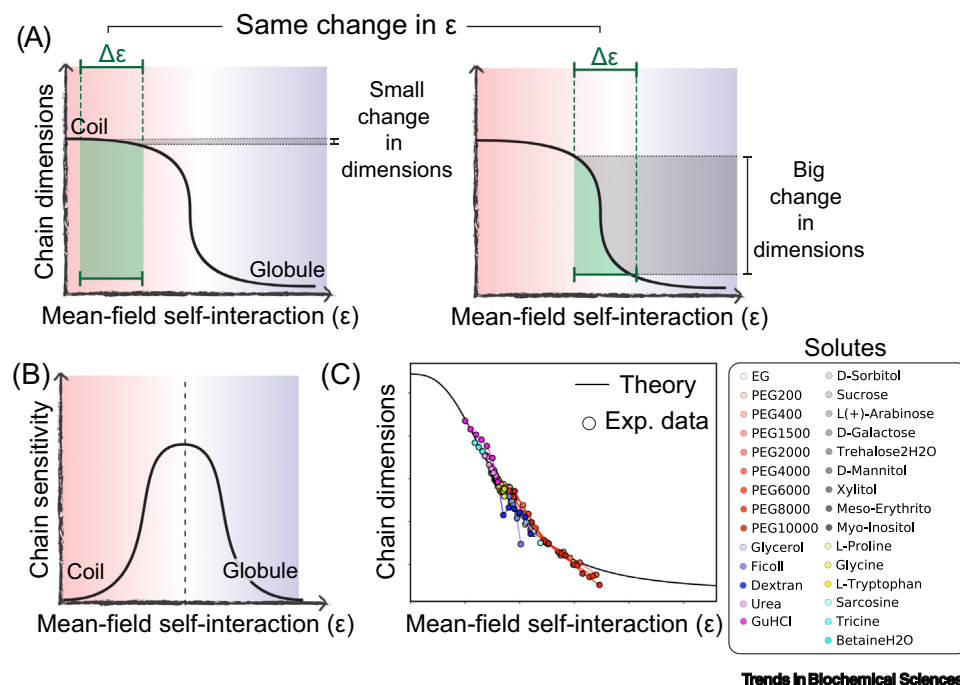 (A)
Same change in ε
Δε
Coil
Globule
Chain dimensions
Mean-field self-interaction (ε)
Small
change
in
dimensions
Δε
Big
change
in
dimensions
Mean-field self-interaction (ε)
(B)
Chain sensitivity
Coil
Globule
Mean-field self-interaction (ε)
(C)
Chain dimensions
Theory
Exp. data
Mean-field self-interaction (ε)
Solutes
EG
PEG200
PEG400
PEG1500
PEG2000
PEG4000
PEG6000
PEG8000
PEG10000
Glycerol
Ficoll
Dextran
Urea
GuHCl
D-Sorbitol
Sucrose
L(+)-Arabinose
D-Galactose
Trehalose2H2O
D-Mannitol
Xylitol
Meso-Erythrito
Myo-Inositol
L-Proline
Glycine
L-Tryptophan
Sarcosine
Tricine
BetaineH2O
Trends in Biochemical Sciences